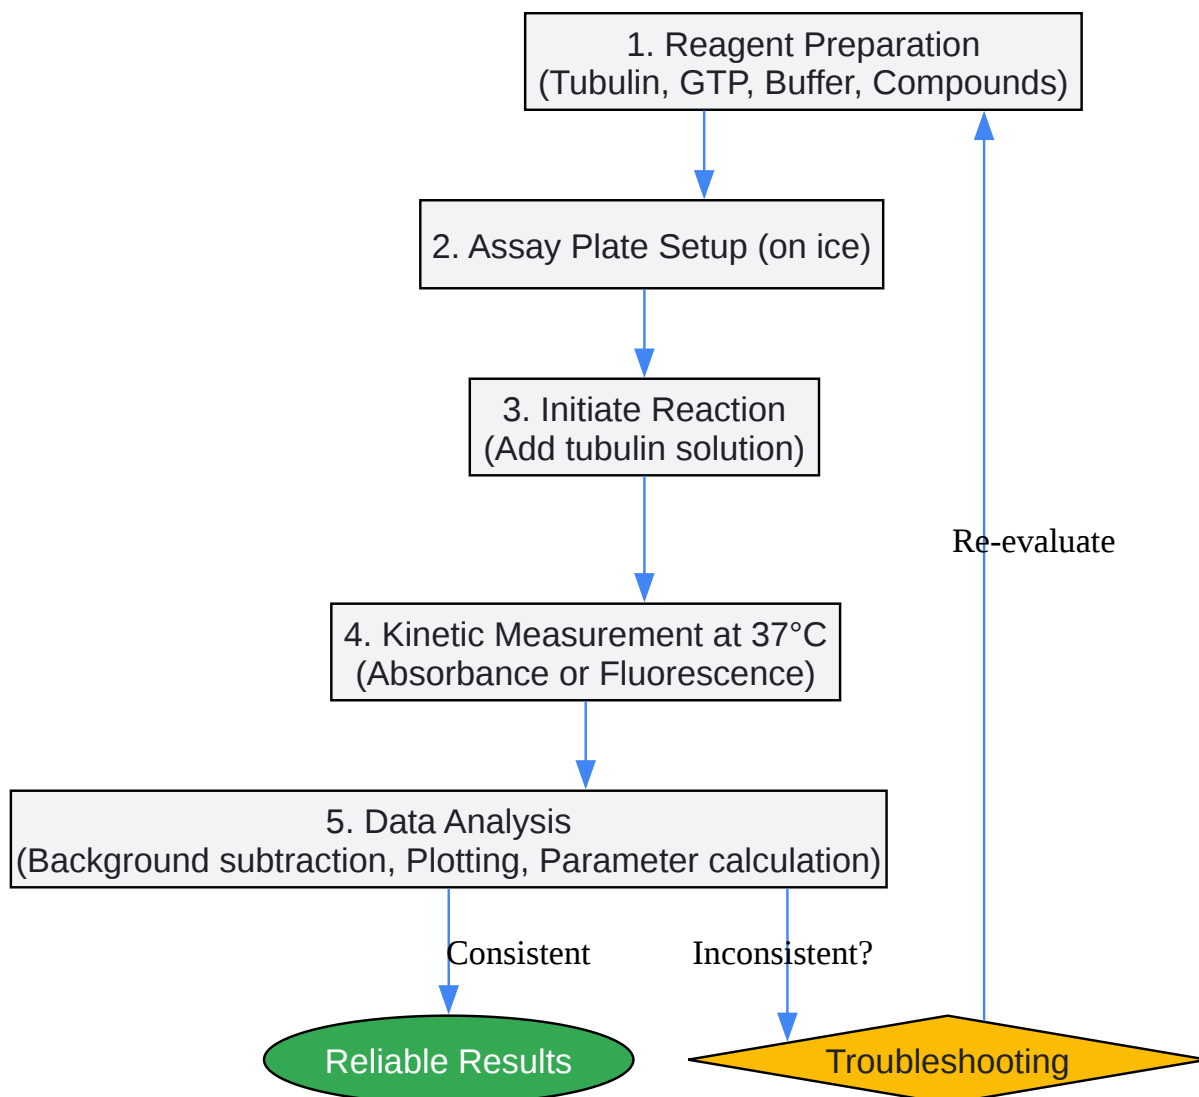 1. Reagent Preparation
(Tubulin, GTP, Buffer, Compounds)
2. Assay Plate Setup (on ice)
3. Initiate Reaction
(Add tubulin solution)
Re-evaluate
4. Kinetic Measurement at 37°C
(Absorbance or Fluorescence)
5. Data Analysis
(Background subtraction, Plotting, Parameter calculation)
Consistent
Inconsistent?
Reliable Results
Troubleshooting